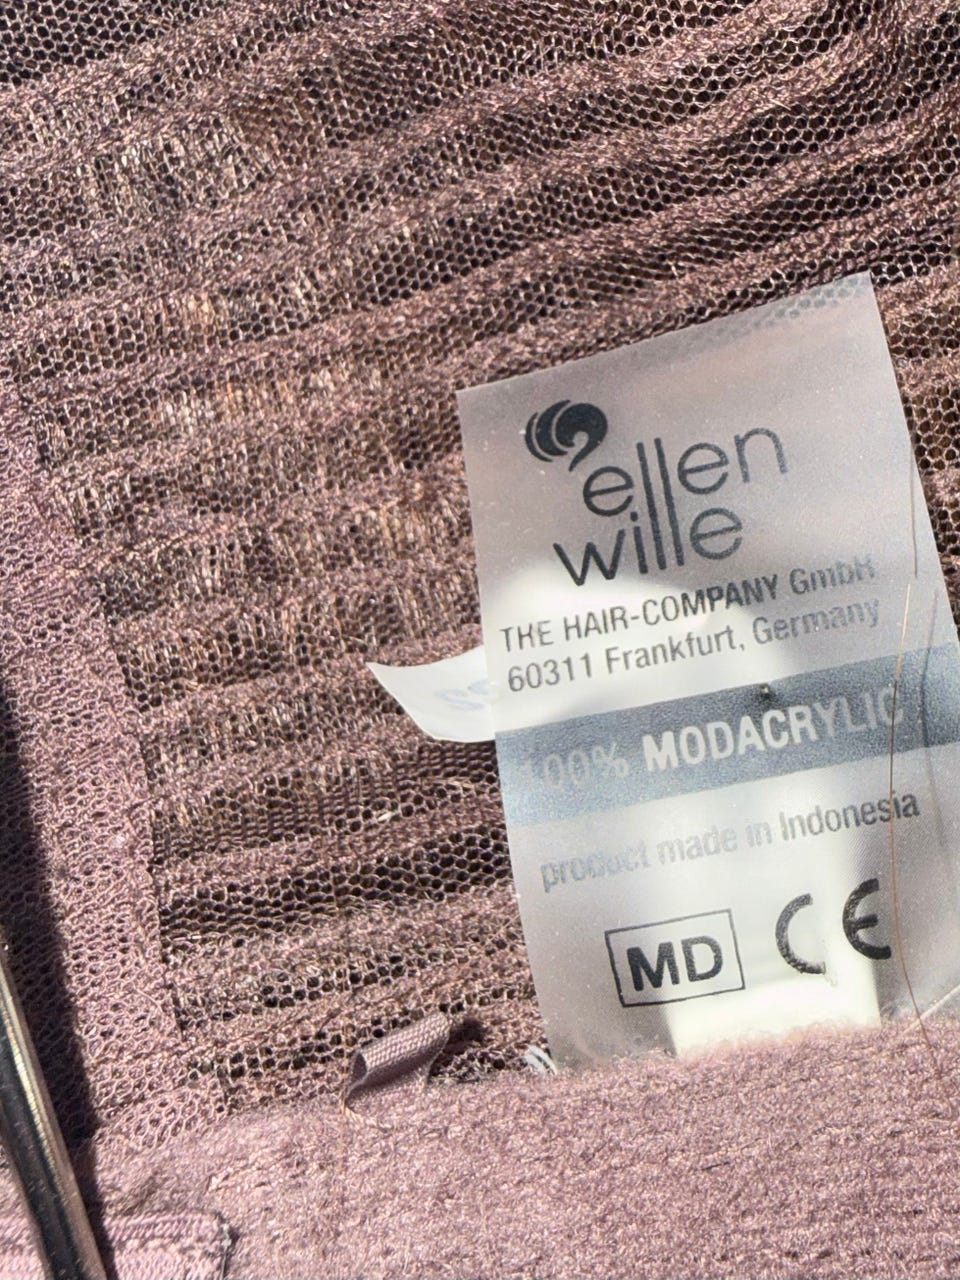 ellen
wille
THE HAIR-COMPANY GmbH
60311 Frankfurt, Germany
100% MODACRYLIC
product made in Indonesia
MD CE